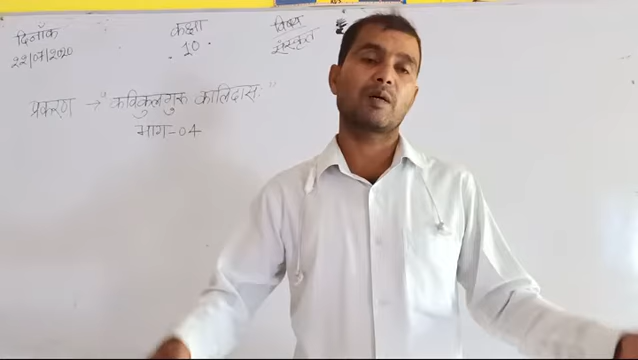 दिनाँक
22/07/2020
कक्षा
10
विषय
संस्कृत
प्रकरण → "कविकुलगुरू कालिदासः"
भाग-04